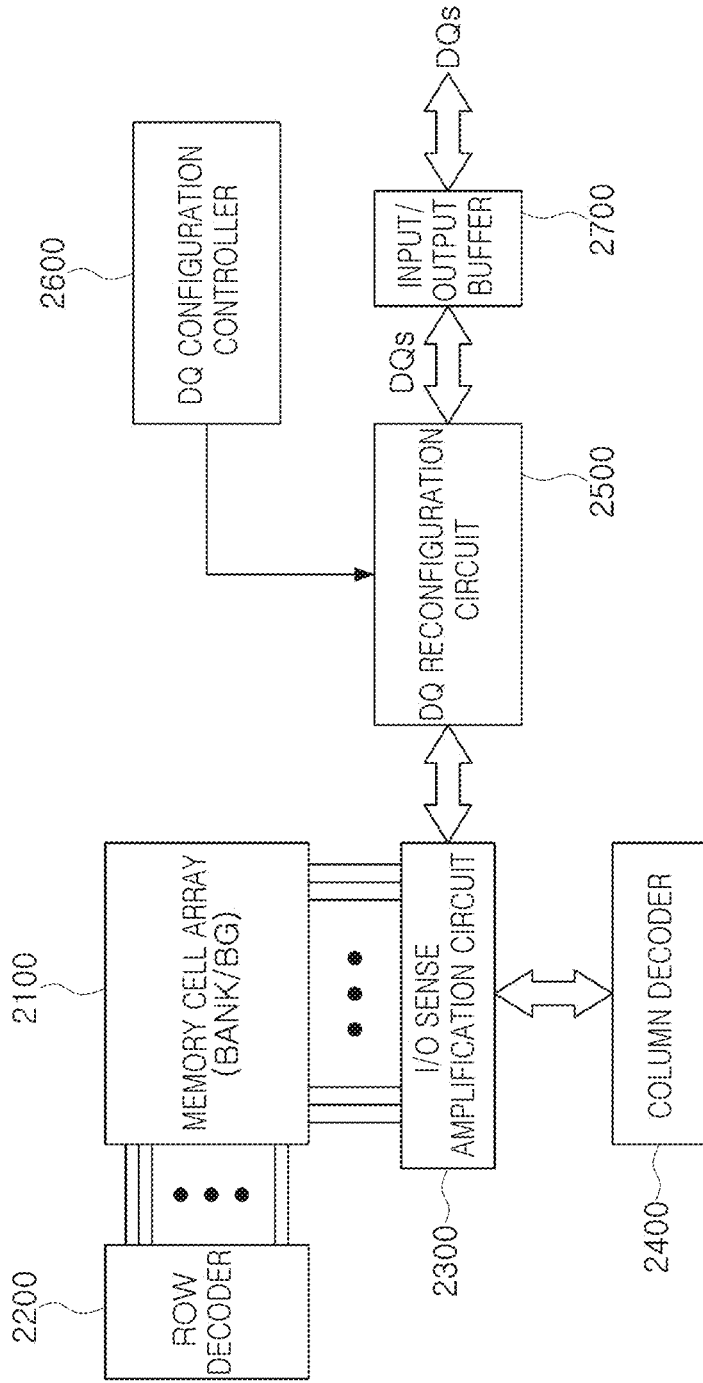 2200
ROW
DECODER
2100
MEMORY CELL ARRAY
(BANK/BG)
2300
I/O SENSE
AMPLIFICATION CIRCUIT
2400
COLUMN DECODER
2600
DQ CONFIGURATION
CONTROLLER
DQ RECONFIGURATION
CIRCUIT
2500
DQs
INPUT/
OUTPUT
BUFFER
2700
DQs